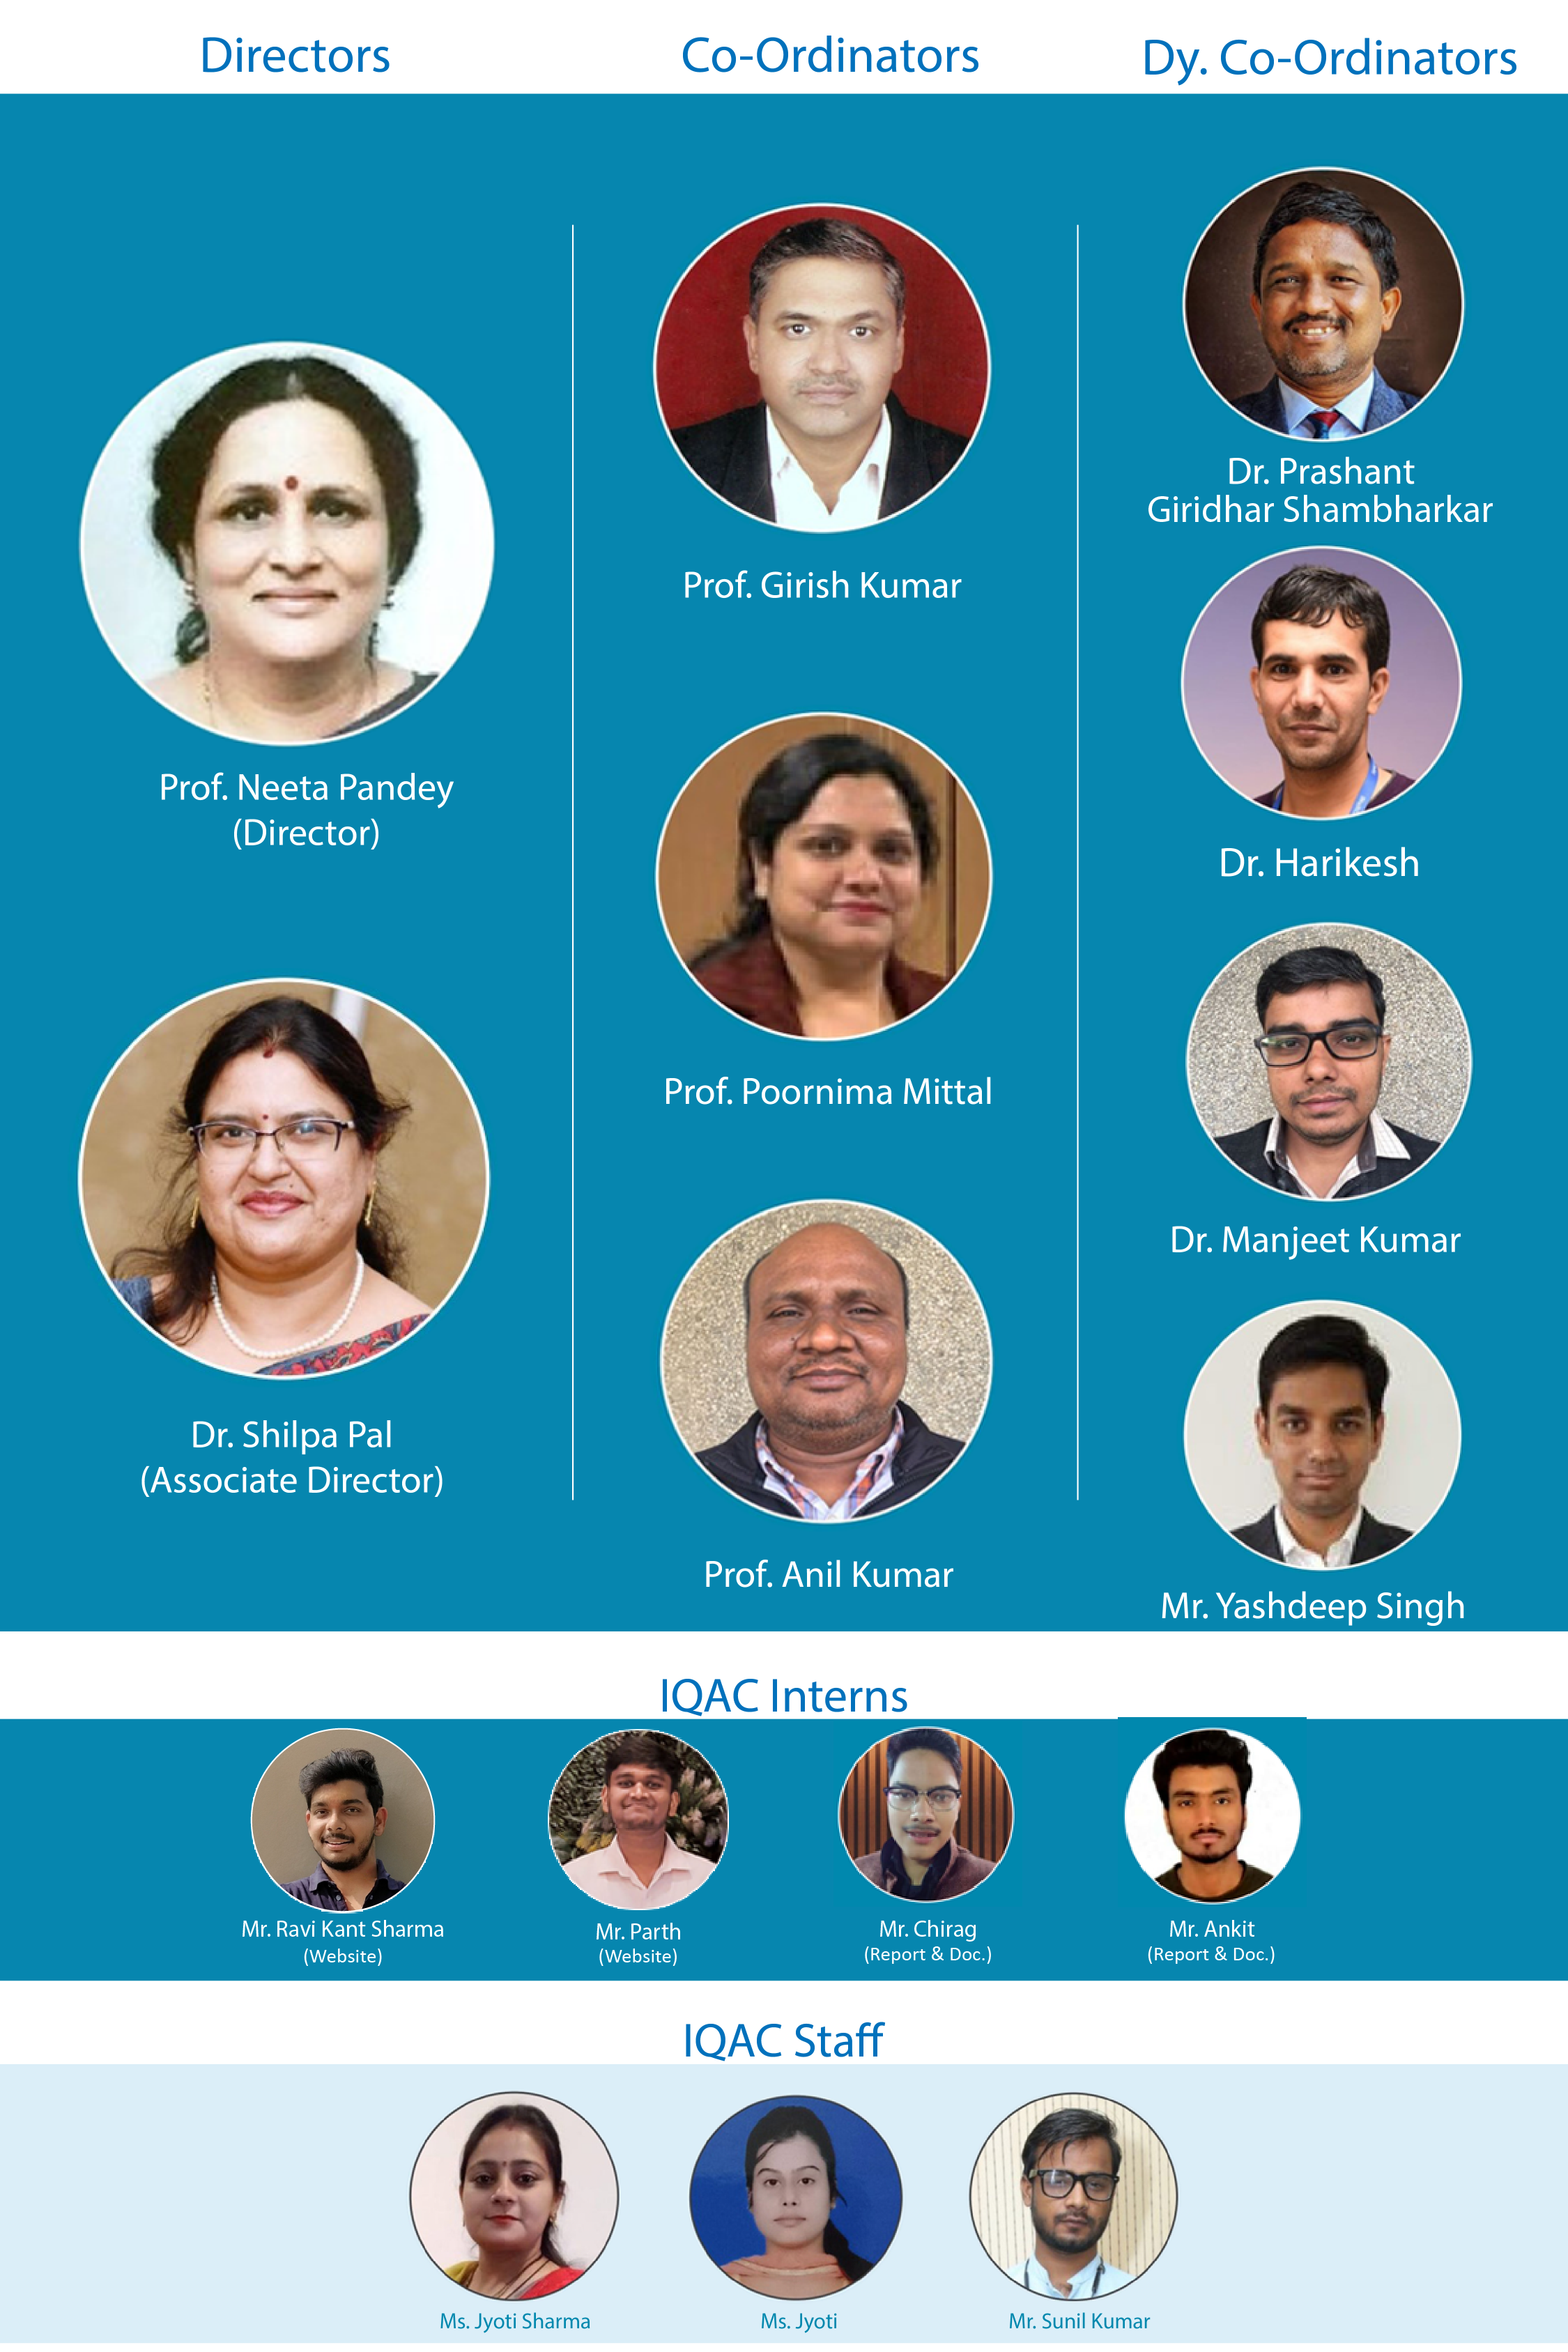 Directors
Co-Ordinators
Dy. Co-Ordinators
Prof. Neeta Pandey
(Director)
Dr. Shilpa Pal
(Associate Director)
Prof. Girish Kumar
Prof. Poornima Mittal
Prof. Anil Kumar
Dr. Prashant
Giridhar Shambharkar
Dr. Harikesh
Dr. Manjeet Kumar
Mr. Yashdeep Singh
IQAC Interns
Mr. Ravi Kant Sharma
(Website)
Mr. Parth
(Website)
Mr. Chirag
(Report & Doc.)
Mr. Ankit
(Report & Doc.)
IQAC Staff
Ms. Jyoti Sharma
Ms. Jyoti
Mr. Sunil Kumar